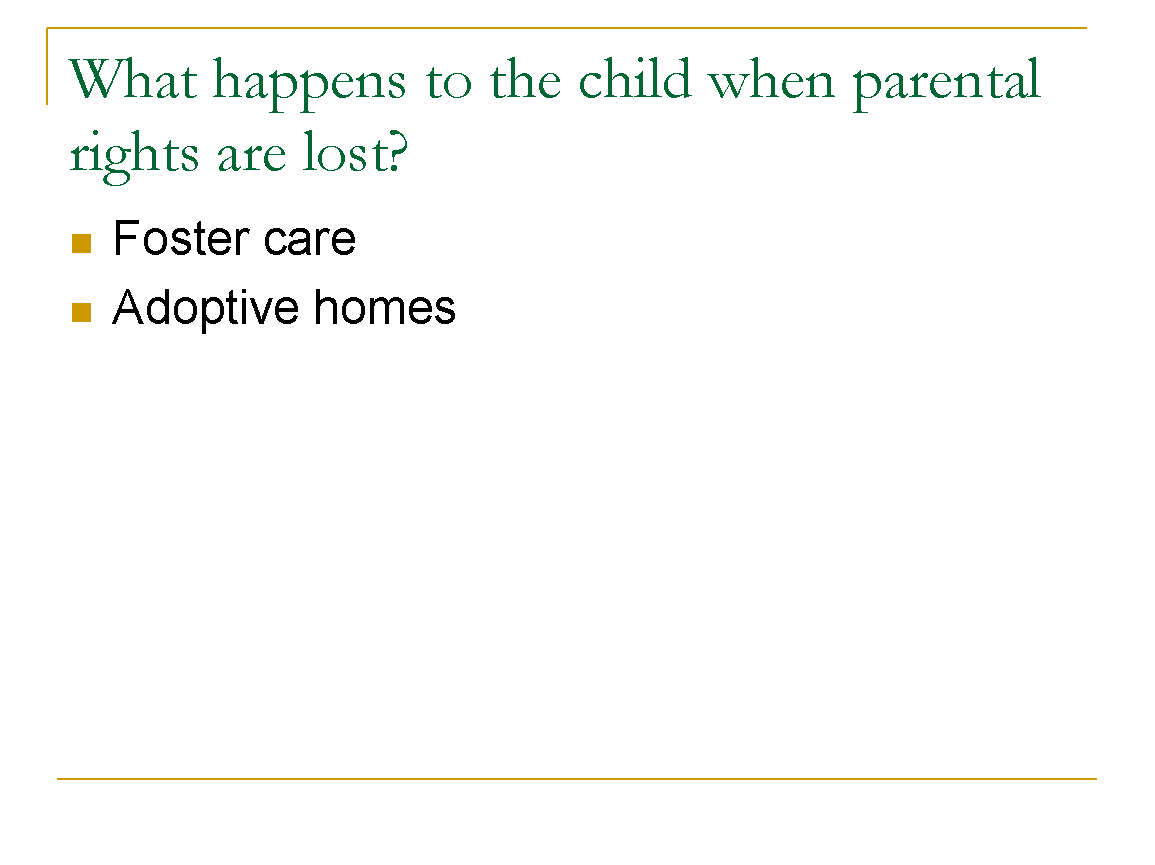 What happens to the child when parental
rights are lost?
Foster care
Adoptive homes